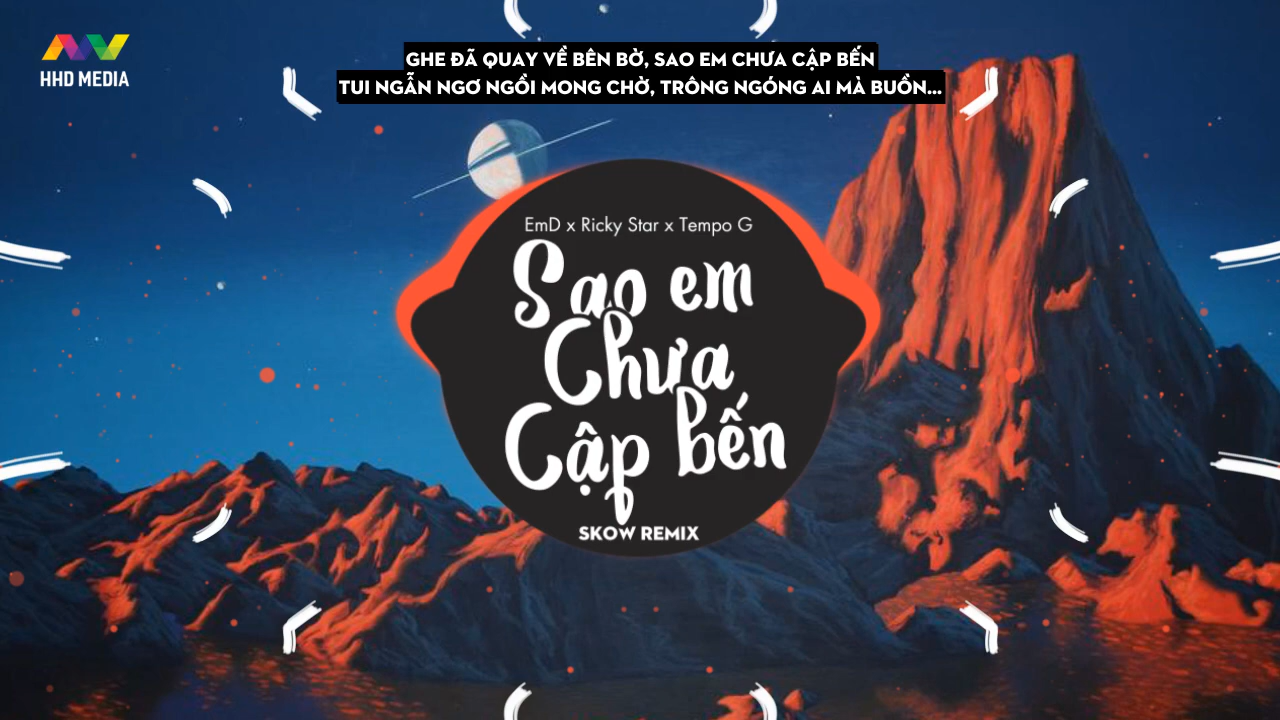 HHD MEDIA
GHE ĐÃ QUAY VỀ BÊN BỜ, SAO EM CHƯA CẬP BẾN
TUI NGẪN NGƠ NGỒI MONG CHỜ, TRÔNG NGÓNG AI MÀ BUỒN...
EmD x Ricky Star x Tempo G
Sao em
Chưa
Cập bến
SKOW REMIX